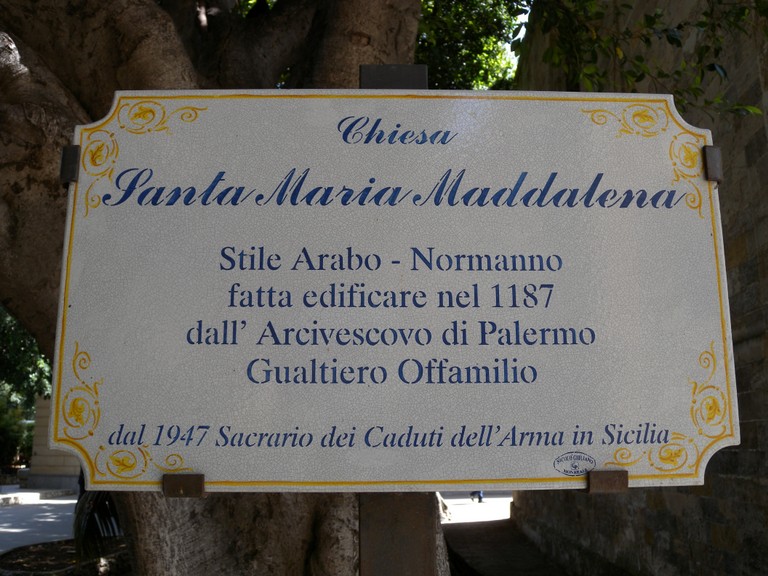 Chiesa
Santa Maria Maddalena
Stile Arabo - Normanno
fatta edificare nel 1187
dall' Arcivescovo di Palermo
Gualtiero Offamilio
dal 1947 Sacrario dei Caduti dell'Arma in Sicilia